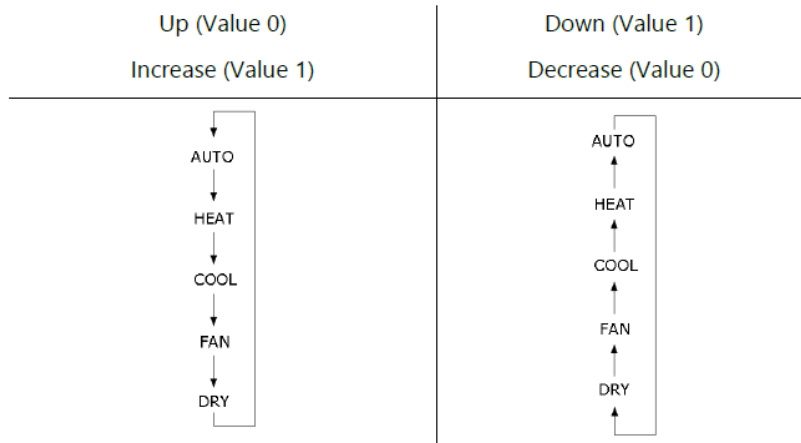 Up (Value 0)
Increase (Value 1)
AUTO
HEAT
COOL
FAN
DRY
Down (Value 1)
Decrease (Value 0)
AUTO
HEAT
COOL
FAN
DRY